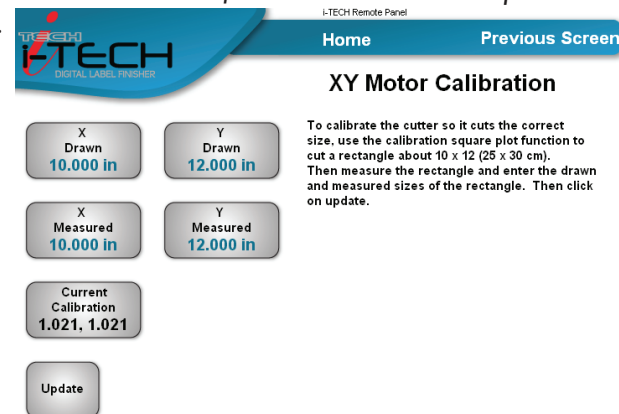 i-TECH Remote Panel
Home
Previous Screen
i-TECH
DIGITAL LABEL FINISHER
XY Motor Calibration
To calibrate the cutter so it cuts the correct
size, use the calibration square plot function to
cut a rectangle about 10 x 12 (25 x 30 cm).
Then measure the rectangle and enter the drawn
and measured sizes of the rectangle. Then click
on update.
X
Drawn
10.000 in
Y
Drawn
12.000 in
X
Measured
10.000 in
Y
Measured
12.000 in
Current
Calibration
1.021, 1.021
Update